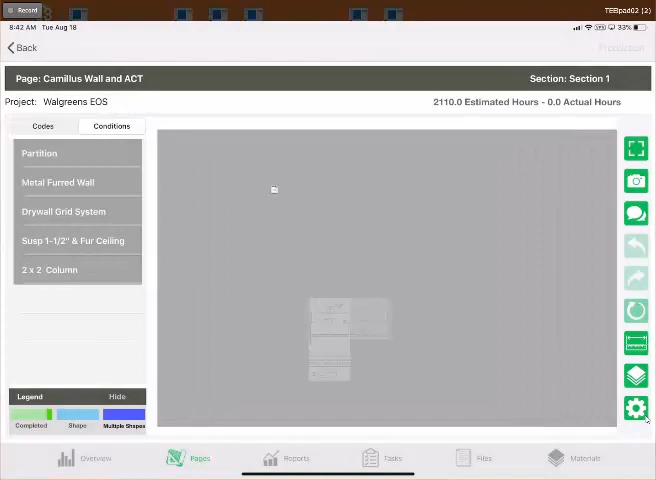 Record
TEEpad02 (2)
8:42 AM Tue Aug 18
33%
Back
Production
Page: Camillus Wall and ACT
Section: Section 1
Project: Walgreens EOS
2110.0 Estimated Hours - 0.0 Actual Hours
Codes
Conditions
Partition
Metal Furred Wall
Drywall Grid System
Susp 1-1/2" & Fur Ceiling
2 x 2 Column
Legend
Hide
Completed
Shape
Multiple Shapes
Overview
Pages
Reports
Tasks
Files
Materials